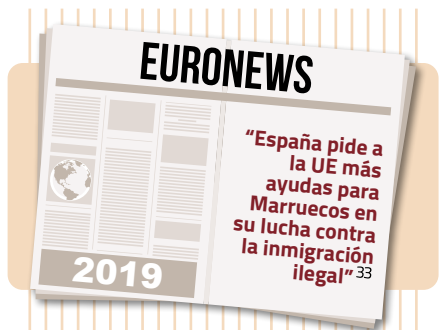 EURONEWS
“España pide a
la UE más
ayudas para
Marruecos en
su lucha contra
la inmigración
ilegal” 33
2019